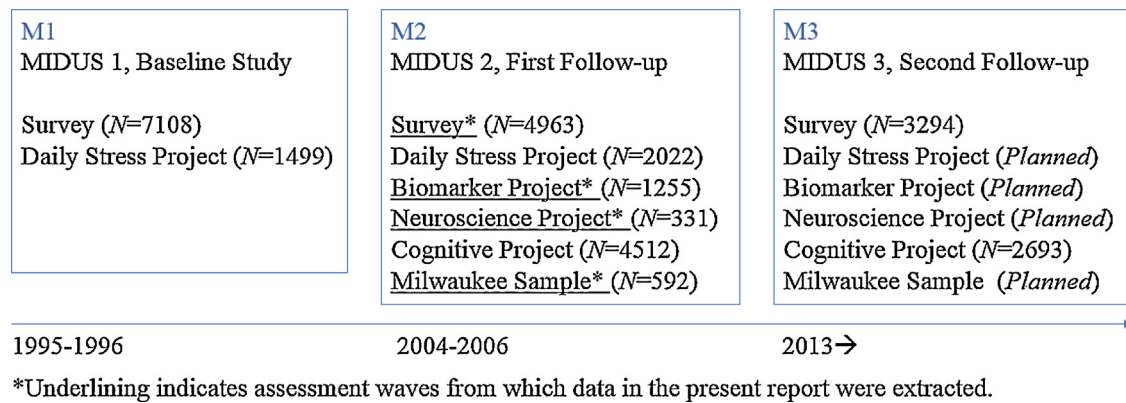 M1
MIDUS 1, Baseline Study
Survey (N=7108)
Daily Stress Project (N=1499)
M2
MIDUS 2, First Follow-up
Survey* (N=4963)
Daily Stress Project (N=2022)
Biomarker Project* (N=1255)
Neuroscience Project* (N=331)
Cognitive Project (N=4512)
Milwaukee Sample* (N=592)
M3
MIDUS 3, Second Follow-up
Survey (N=3294)
Daily Stress Project (Planned)
Biomarker Project (Planned)
Neuroscience Project (Planned)
Cognitive Project (N=2693)
Milwaukee Sample (Planned)
1995-1996
2004-2006
2013→
*Underlining indicates assessment waves from which data in the present report were extracted.